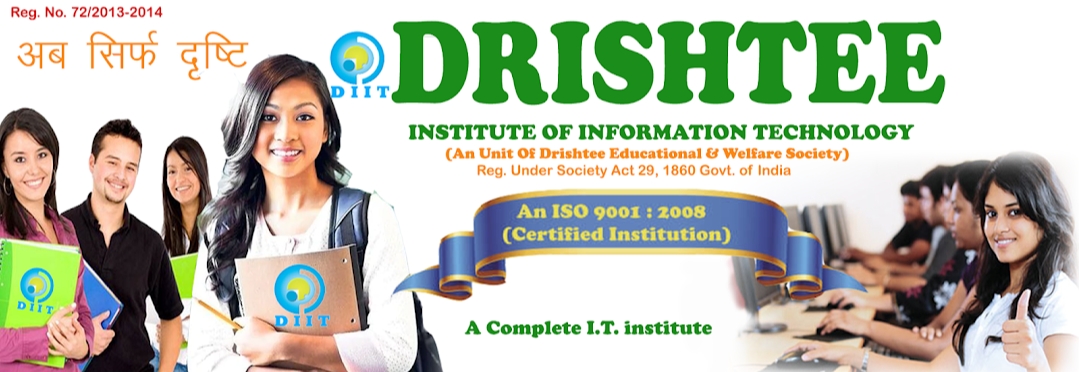 Reg. No. 72/2013-2014
अब सिर्फ दृष्टि
DIIT
DRISHTEE
INSTITUTE OF INFORMATION TECHNOLOGY
(An Unit Of Drishtee Educational & Welfare Society)
Reg. Under Society Act 29, 1860 Govt. of India
An ISO 9001 : 2008
(Certified Institution)
A Complete I.T. institute
DIIT
DIIT